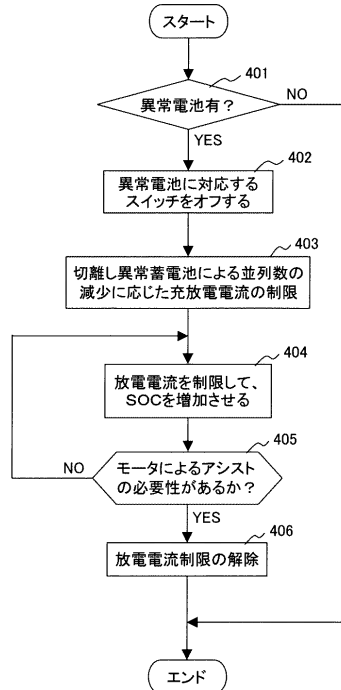 スタート
401
異常電池有？
NO
YES
402
異常電池に対応する
スイッチをオフする
403
切離し異常蓄電池による並列数の
減少に応じた充放電電流の制限
404
放電電流を制限して、
SOCを増加させる
405
モータによるアシスト
の必要性があるか？
NO
YES
406
放電電流制限の解除
エンド